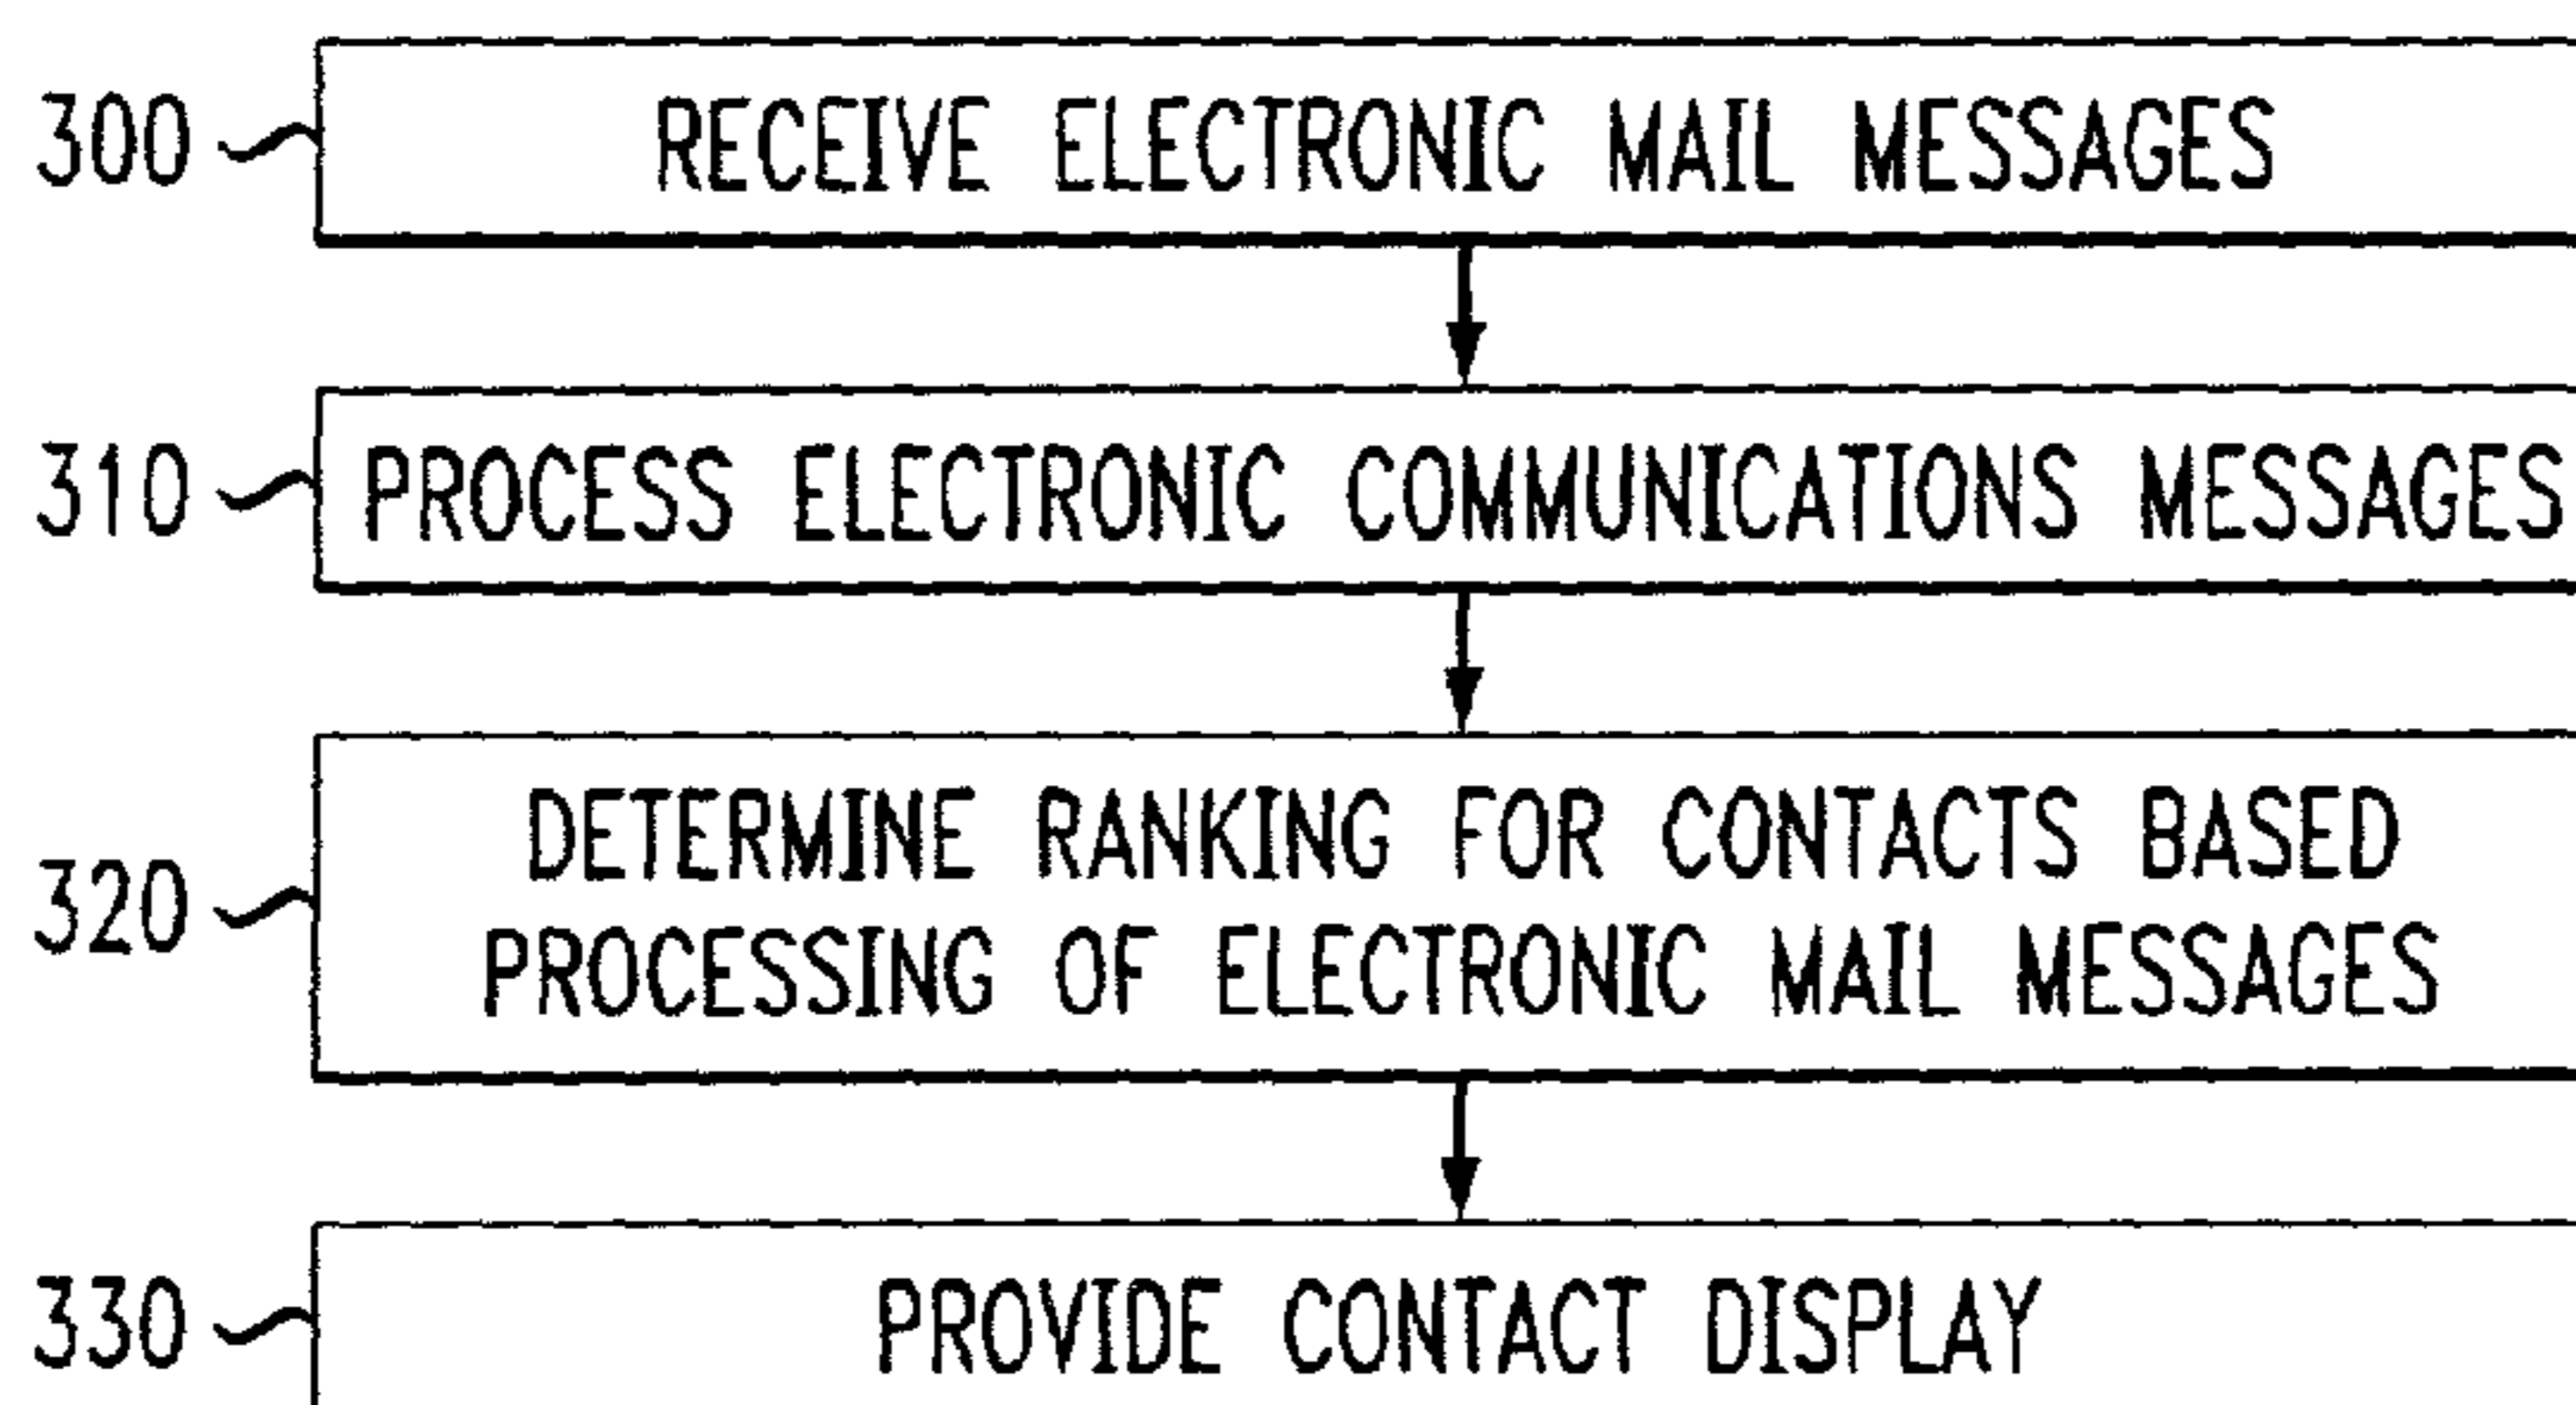 300 RECEIVE ELECTRONIC MAIL MESSAGES
310 PROCESS ELECTRONIC COMMUNICATIONS MESSAGES
DETERMINE RANKING FOR CONTACTS BASED
320 PROCESSING OF ELECTRONIC MAIL MESSAGES
330 PROVIDE CONTACT DISPLAY